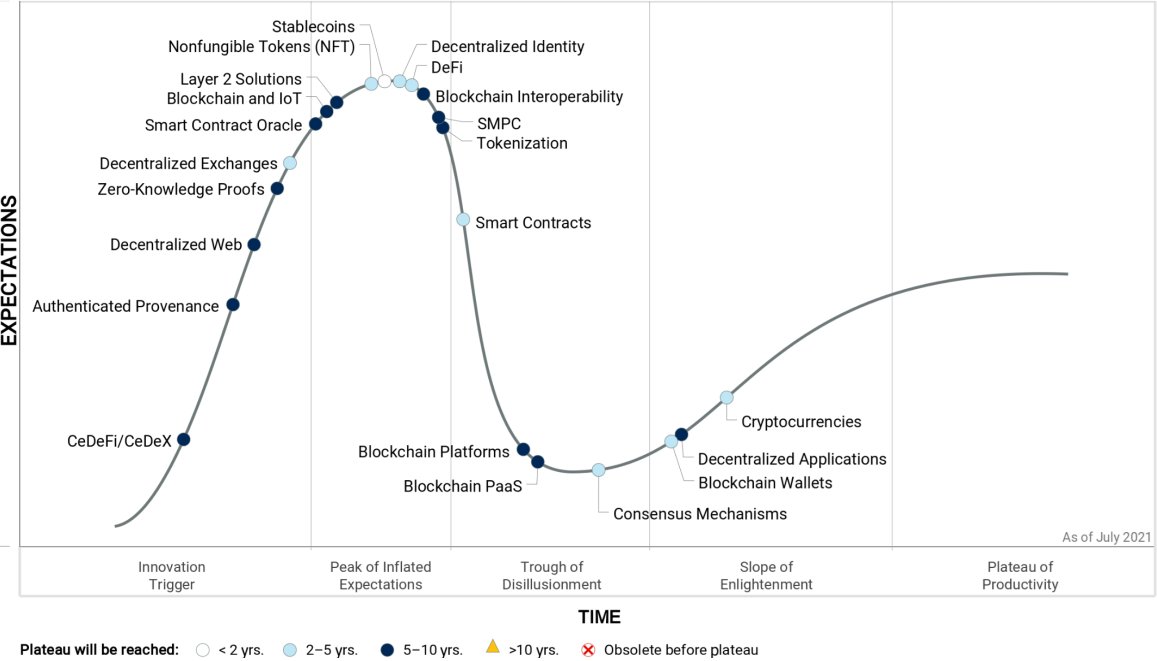 Stablecoins
Nonfungible Tokens (NFT)
Decentralized Identity
DeFi
Layer 2 Solutions
Blockchain and IoT
Blockchain Interoperability
Smart Contract Oracle
SMPC
Tokenization
Decentralized Exchanges
Zero-Knowledge Proofs
Smart Contracts
Decentralized Web
Authenticated Provenance
EXPECTATIONS
CeDeFi/CeDeX
Blockchain Platforms
Blockchain PaaS
Cryptocurrencies
Decentralized Applications
Blockchain Wallets
Consensus Mechanisms
As of July 2021
Innovation
Trigger
Peak of Inflated
Expectations
Trough of
Disillusionment
Slope of
Enlightenment
Plateau of
Productivity
TIME
Plateau will be reached: < 2 yrs. 2–5 yrs. 5–10 yrs. >10 yrs. Obsolete before plateau